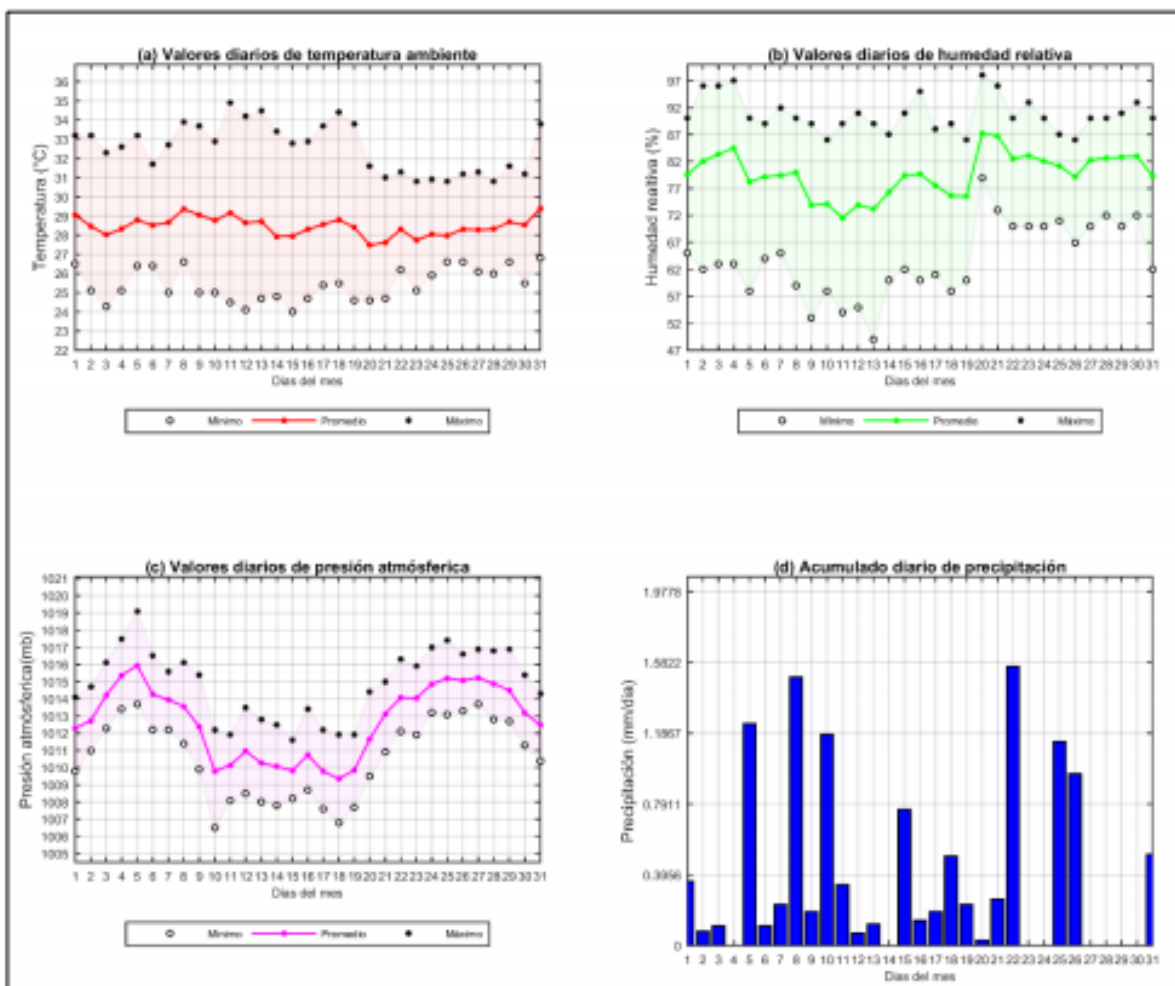 (a) Valores diarios de temperatura ambiente
36
35
34
33
32
31
30
29
28
27
26
25
24
23
22
Temperatura (°C)
1 2 3 4 5 6 7 8 9 10 11 12 13 14 15 16 17 18 19 20 21 22 23 24 25 26 27 28 29 30 31
Dias del mes
Mínimo Promedio Máximo
(b) Valores diarios de humedad relativa
97
92
87
82
77
72
67
62
57
52
47
Humedad realtiva (%)
1 2 3 4 5 6 7 8 9 10 11 12 13 14 15 16 17 18 19 20 21 22 23 24 25 26 27 28 29 30 31
Dias del mes
Mínimo Promedio Máximo
(c) Valores diarios de presión atmósferica
1021
1020
1019
1018
1017
1016
1015
1014
1013
1012
1011
1010
1009
1008
1007
1006
1005
Presión atmósferica(mb)
1 2 3 4 5 6 7 8 9 10 11 12 13 14 15 16 17 18 19 20 21 22 23 24 25 26 27 28 29 30 31
Dias del mes
Mínimo Promedio Máximo
(d) Acumulado diario de precipitación
1.9778
1.5822
1.1867
0.7911
0.3956
0
Precipitación (mm/dia)
1 2 3 4 5 6 7 8 9 10 11 12 13 14 15 16 17 18 19 20 21 22 23 24 25 26 27 28 29 30 31
Dias del mes